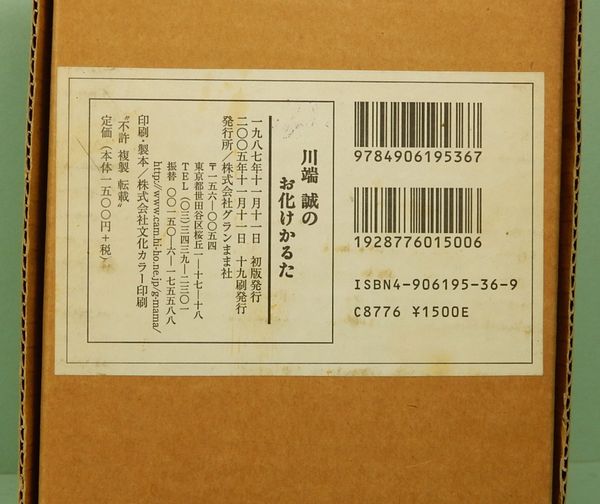 川端 誠の
お化けかるた
一九八七年十一月十一日 初版発行
二〇〇五年十一月十一日 十九刷発行
発行所／株式会社グランまま社
〒一五六―〇〇五四
東京都世田谷区桜丘二―十七―十八
TEL（〇三）三四三九―二三〇一
振替 〇〇一五〇―六―一七五五八八
http://www.cam.hi-ho.ne.jp/g-mama/
印刷・製本／株式会社文化カラー印刷
"不許 複製 転載"
定価（本体一五〇〇円＋税）
9784906195367
1928776015006
ISBN4-906195-36-9
C8776 ¥1500E